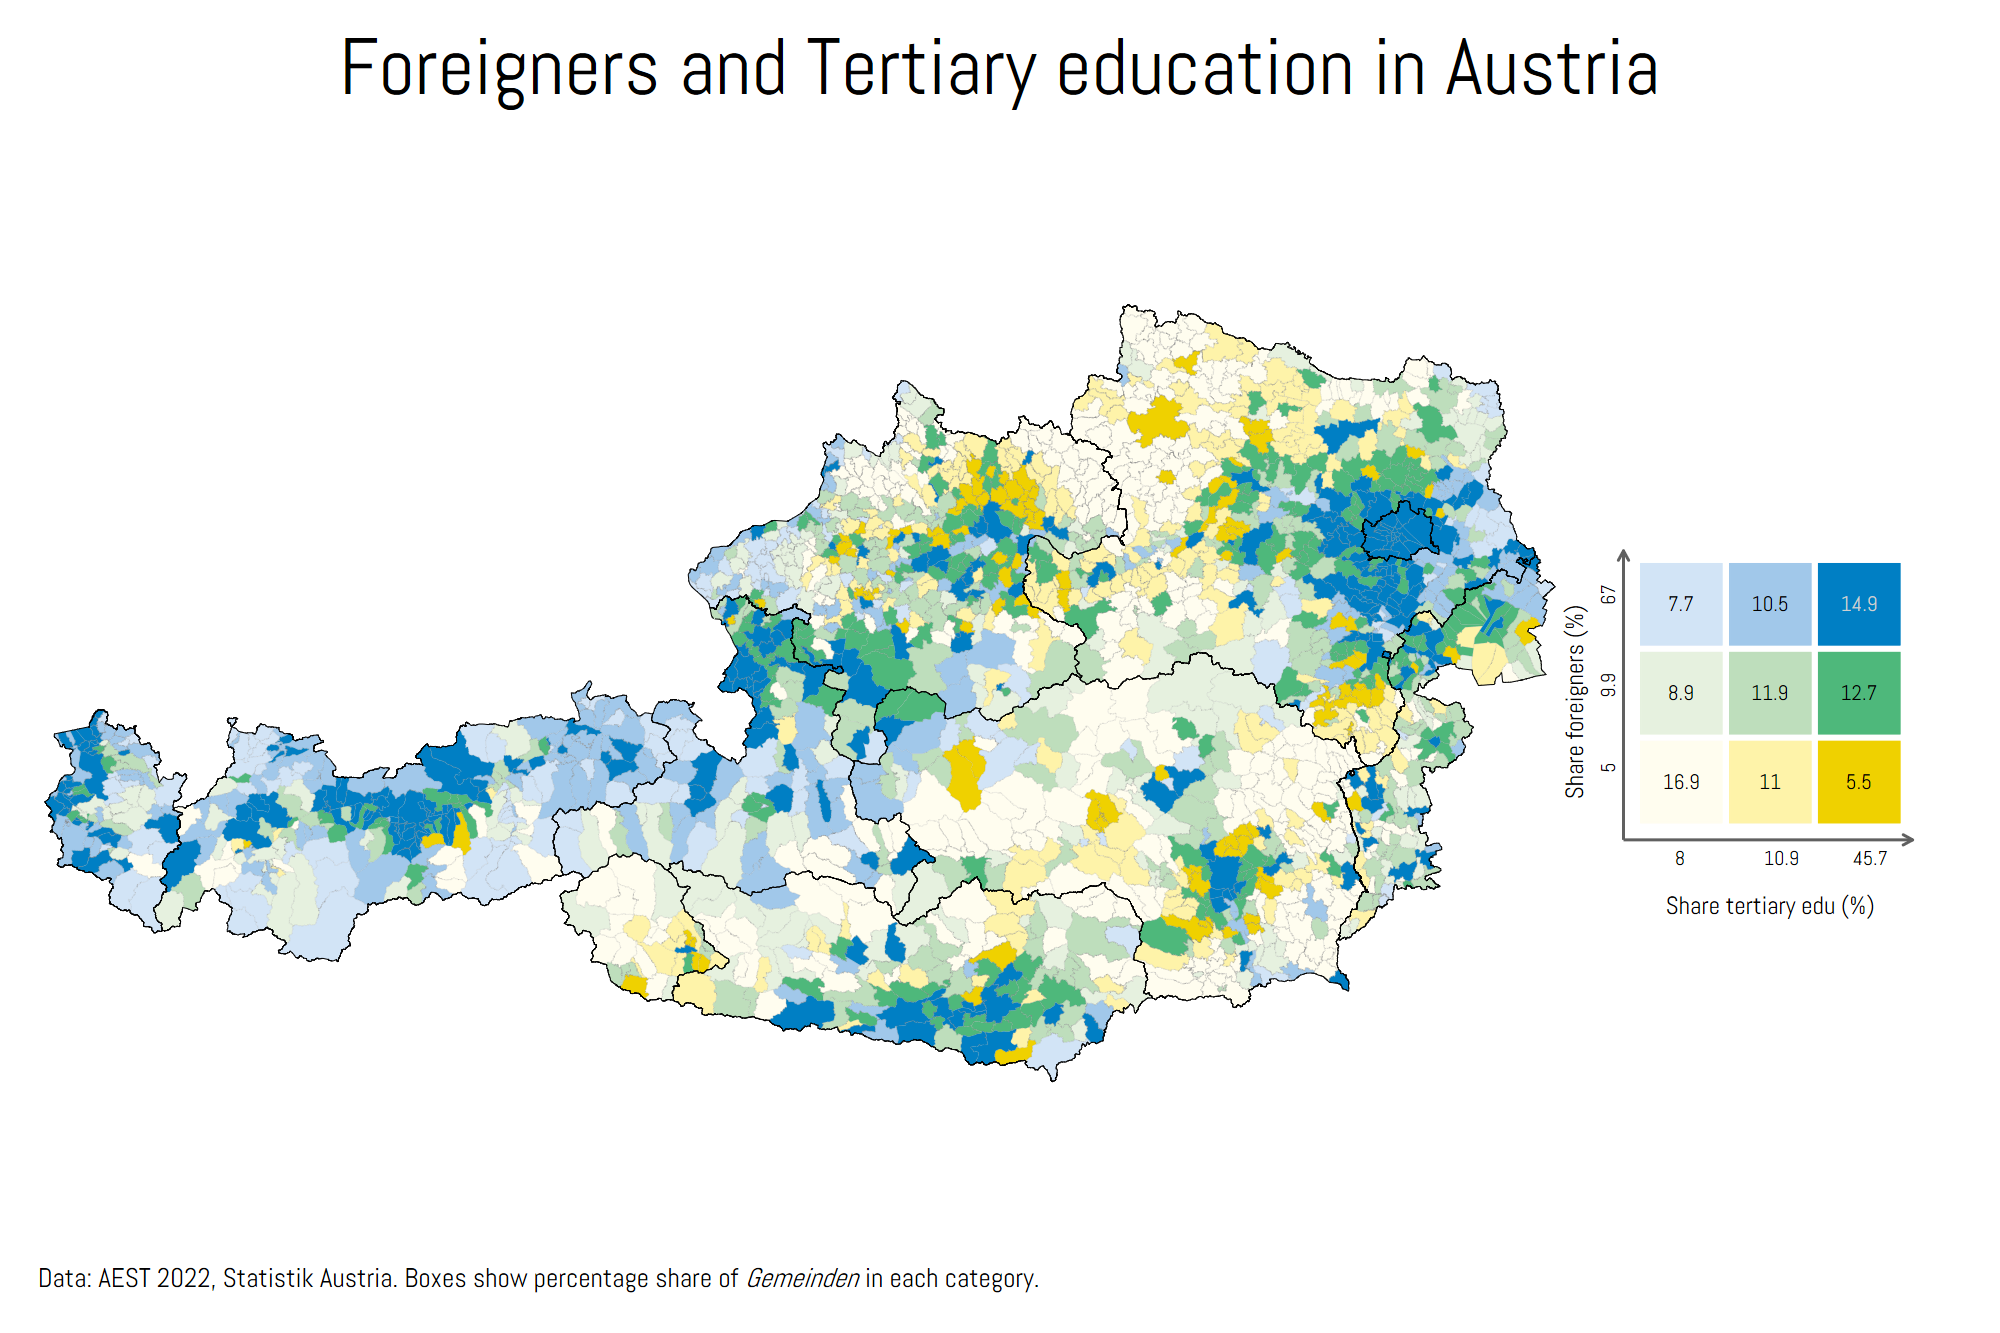 Foreigners and Tertiary education in Austria
Share foreigners (%)
67
9.9
5
7.7 10.5 14.9
8.9 11.9 12.7
16.9 11 5.5
8 10.9 45.7
Share tertiary edu (%)
Data: AEST 2022, Statistik Austria. Boxes show percentage share of Gemeinden in each category.